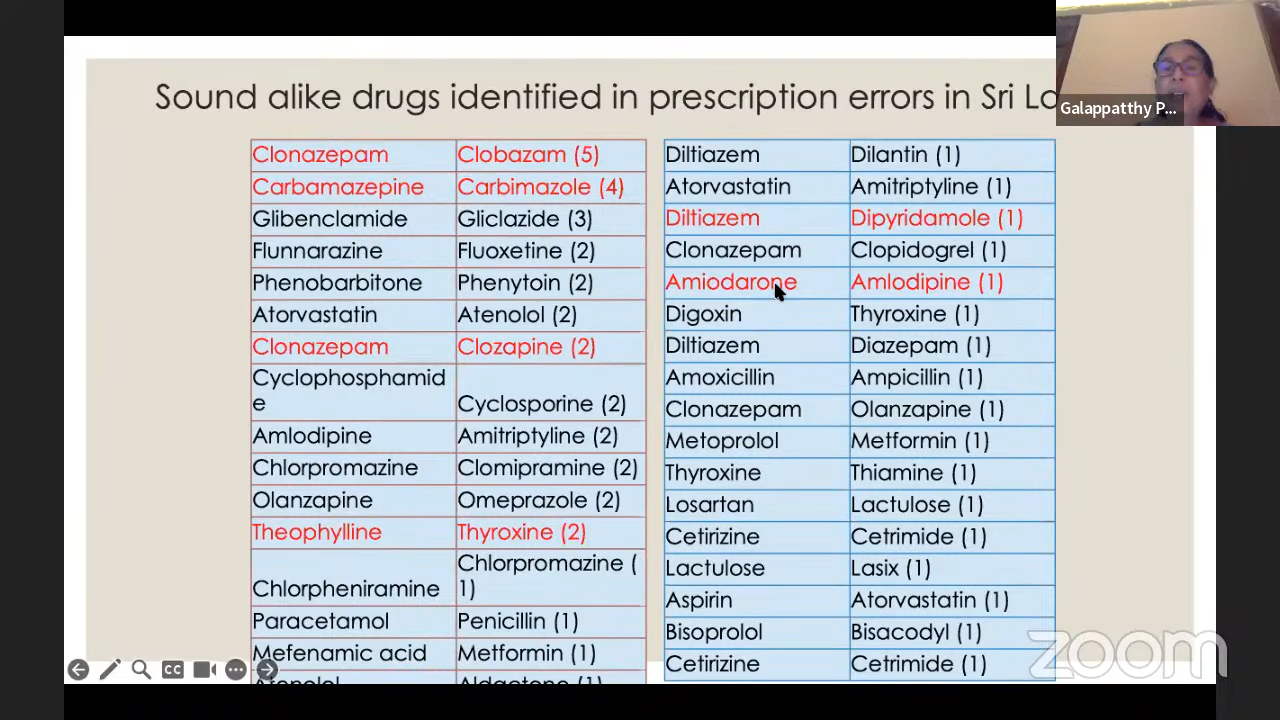 Sound alike drugs identified in prescription errors in Sri
Galappatthy P...
Clonazepam Clobazam (5)
Carbamazepine Carbimazole (4)
Glibenclamide Gliclazide (3)
Flunnarazine Fluoxetine (2)
Phenobarbitone Phenytoin (2)
Atorvastatin Atenolol (2)
Clonazepam Clozapine (2)
Cyclophosphamid
e Cyclosporine (2)
Amlodipine Amitriptyline (2)
Chlorpromazine Clomipramine (2)
Olanzapine Omeprazole (2)
Theophylline Thyroxine (2)
Chlorpromazine (
Chlorpheniramine 1)
Paracetamol Penicillin (1)
Mefenamic acid Metformin (1)
Diltiazem Dilantin (1)
Atorvastatin Amitriptyline (1)
Diltiazem Dipyridamole (1)
Clonazepam Clopidogrel (1)
Amiodarone Amlodipine (1)
Digoxin Thyroxine (1)
Diltiazem Diazepam (1)
Amoxicillin Ampicillin (1)
Clonazepam Olanzapine (1)
Metoprolol Metformin (1)
Thyroxine Thiamine (1)
Losartan Lactulose (1)
Cetirizine Cetrimide (1)
Lactulose Lasix (1)
Aspirin Atorvastatin (1)
Bisoprolol Bisacodyl (1)
Cetirizine Cetrimide (1)
CC
zoom